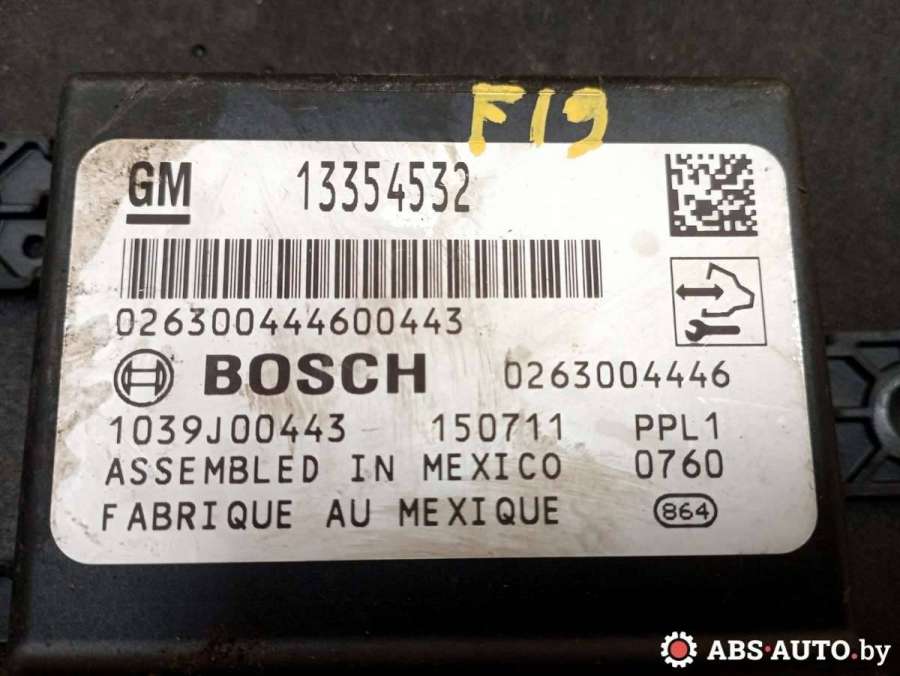 F19
GM 13354532
026300444600443
BOSCH 0263004446
1039J00443 150711 PPL1
ASSEMBLED IN MEXICO 0760
FABRIQUE AU MEXIQUE 864
ABS-AUTO.by